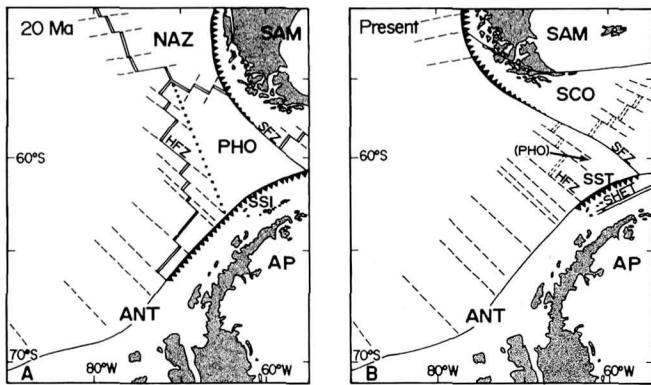 20 Ma
NAZ
SAM
PHO
HFZ
SFZ
60°S
SSI
AP
ANT
70°S
A
80°W
60°W
Present
SAM
SCO
(PHO)
SFZ
60°S
HFZ
SST
SHET
AP
ANT
70°S
B
80°W
60°W